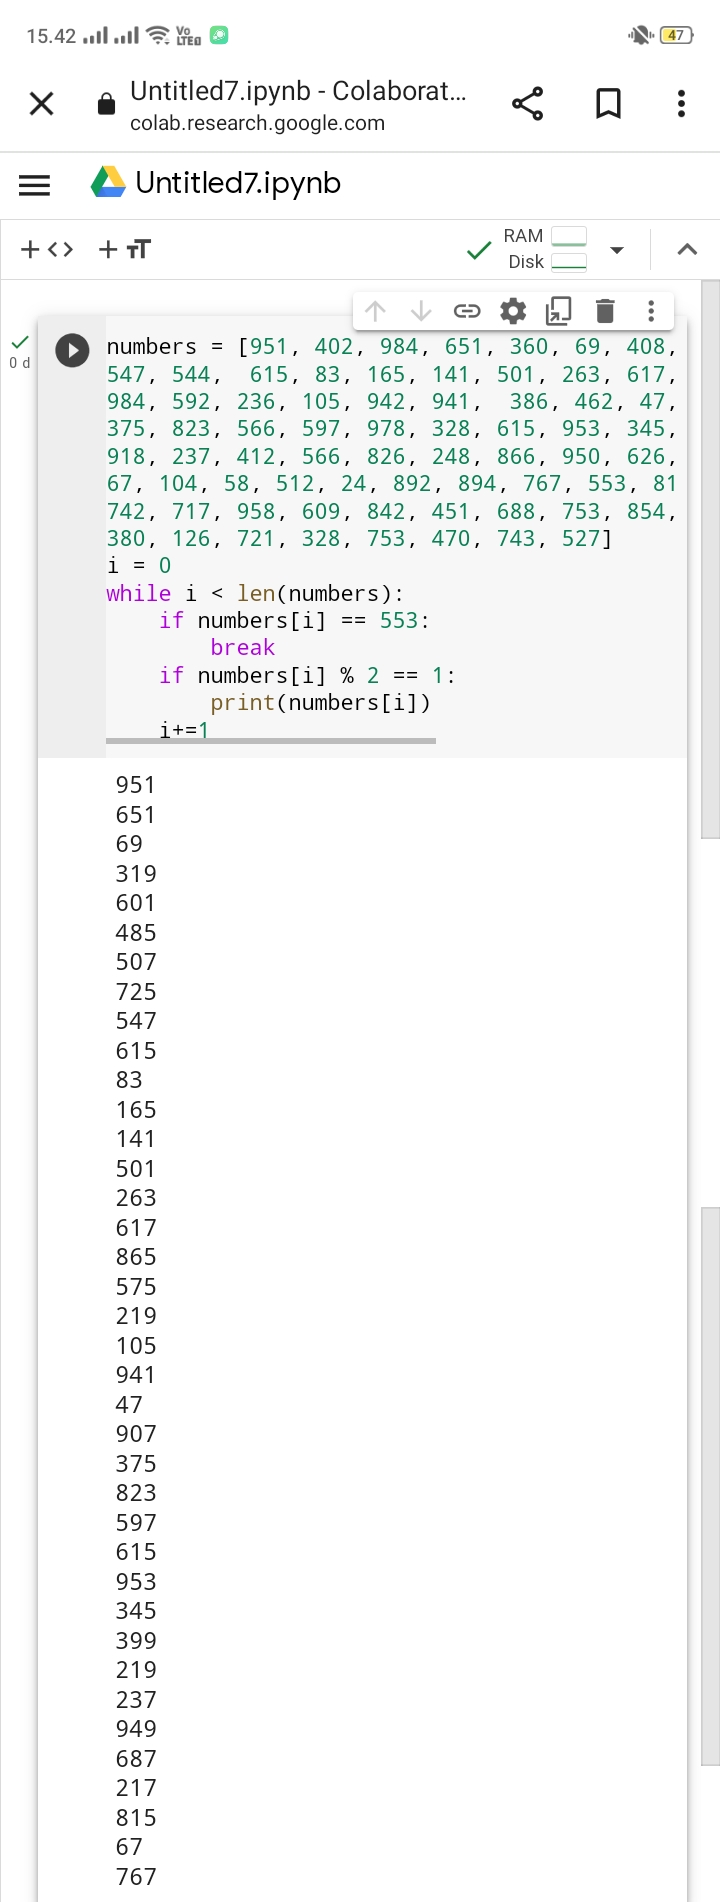 15.42 Vo LTE 47
Untitled7.ipynb - Colaborat...
colab.research.google.com
Untitled7.ipynb
+ <> + TT RAM
Disk
0 d
numbers = [951, 402, 984, 651, 360, 69, 408,
547, 544,  615, 83, 165, 141, 501, 263, 617,
984, 592, 236, 105, 942, 941,  386, 462, 47,
375, 823, 566, 597, 978, 328, 615, 953, 345,
918, 237, 412, 566, 826, 248, 866, 950, 626,
67, 104, 58, 512, 24, 892, 894, 767, 553, 81
742, 717, 958, 609, 842, 451, 688, 753, 854,
380, 126, 721, 328, 753, 470, 743, 527]
i = 0
while i < len(numbers):
    if numbers[i] == 553:
        break
    if numbers[i] % 2 == 1:
        print(numbers[i])
    i+=1
951
651
69
319
601
485
507
725
547
615
83
165
141
501
263
617
865
575
219
105
941
47
907
375
823
597
615
953
345
399
219
237
949
687
217
815
67
767